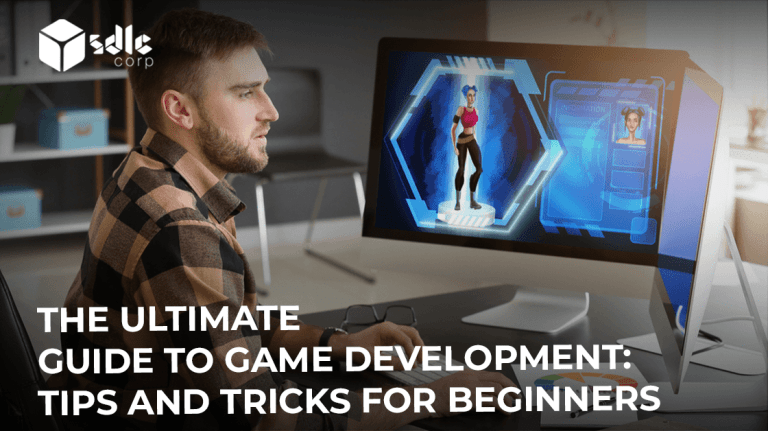 sdlc
corp
THE ULTIMATE
GUIDE TO GAME DEVELOPMENT:
TIPS AND TRICKS FOR BEGINNERS